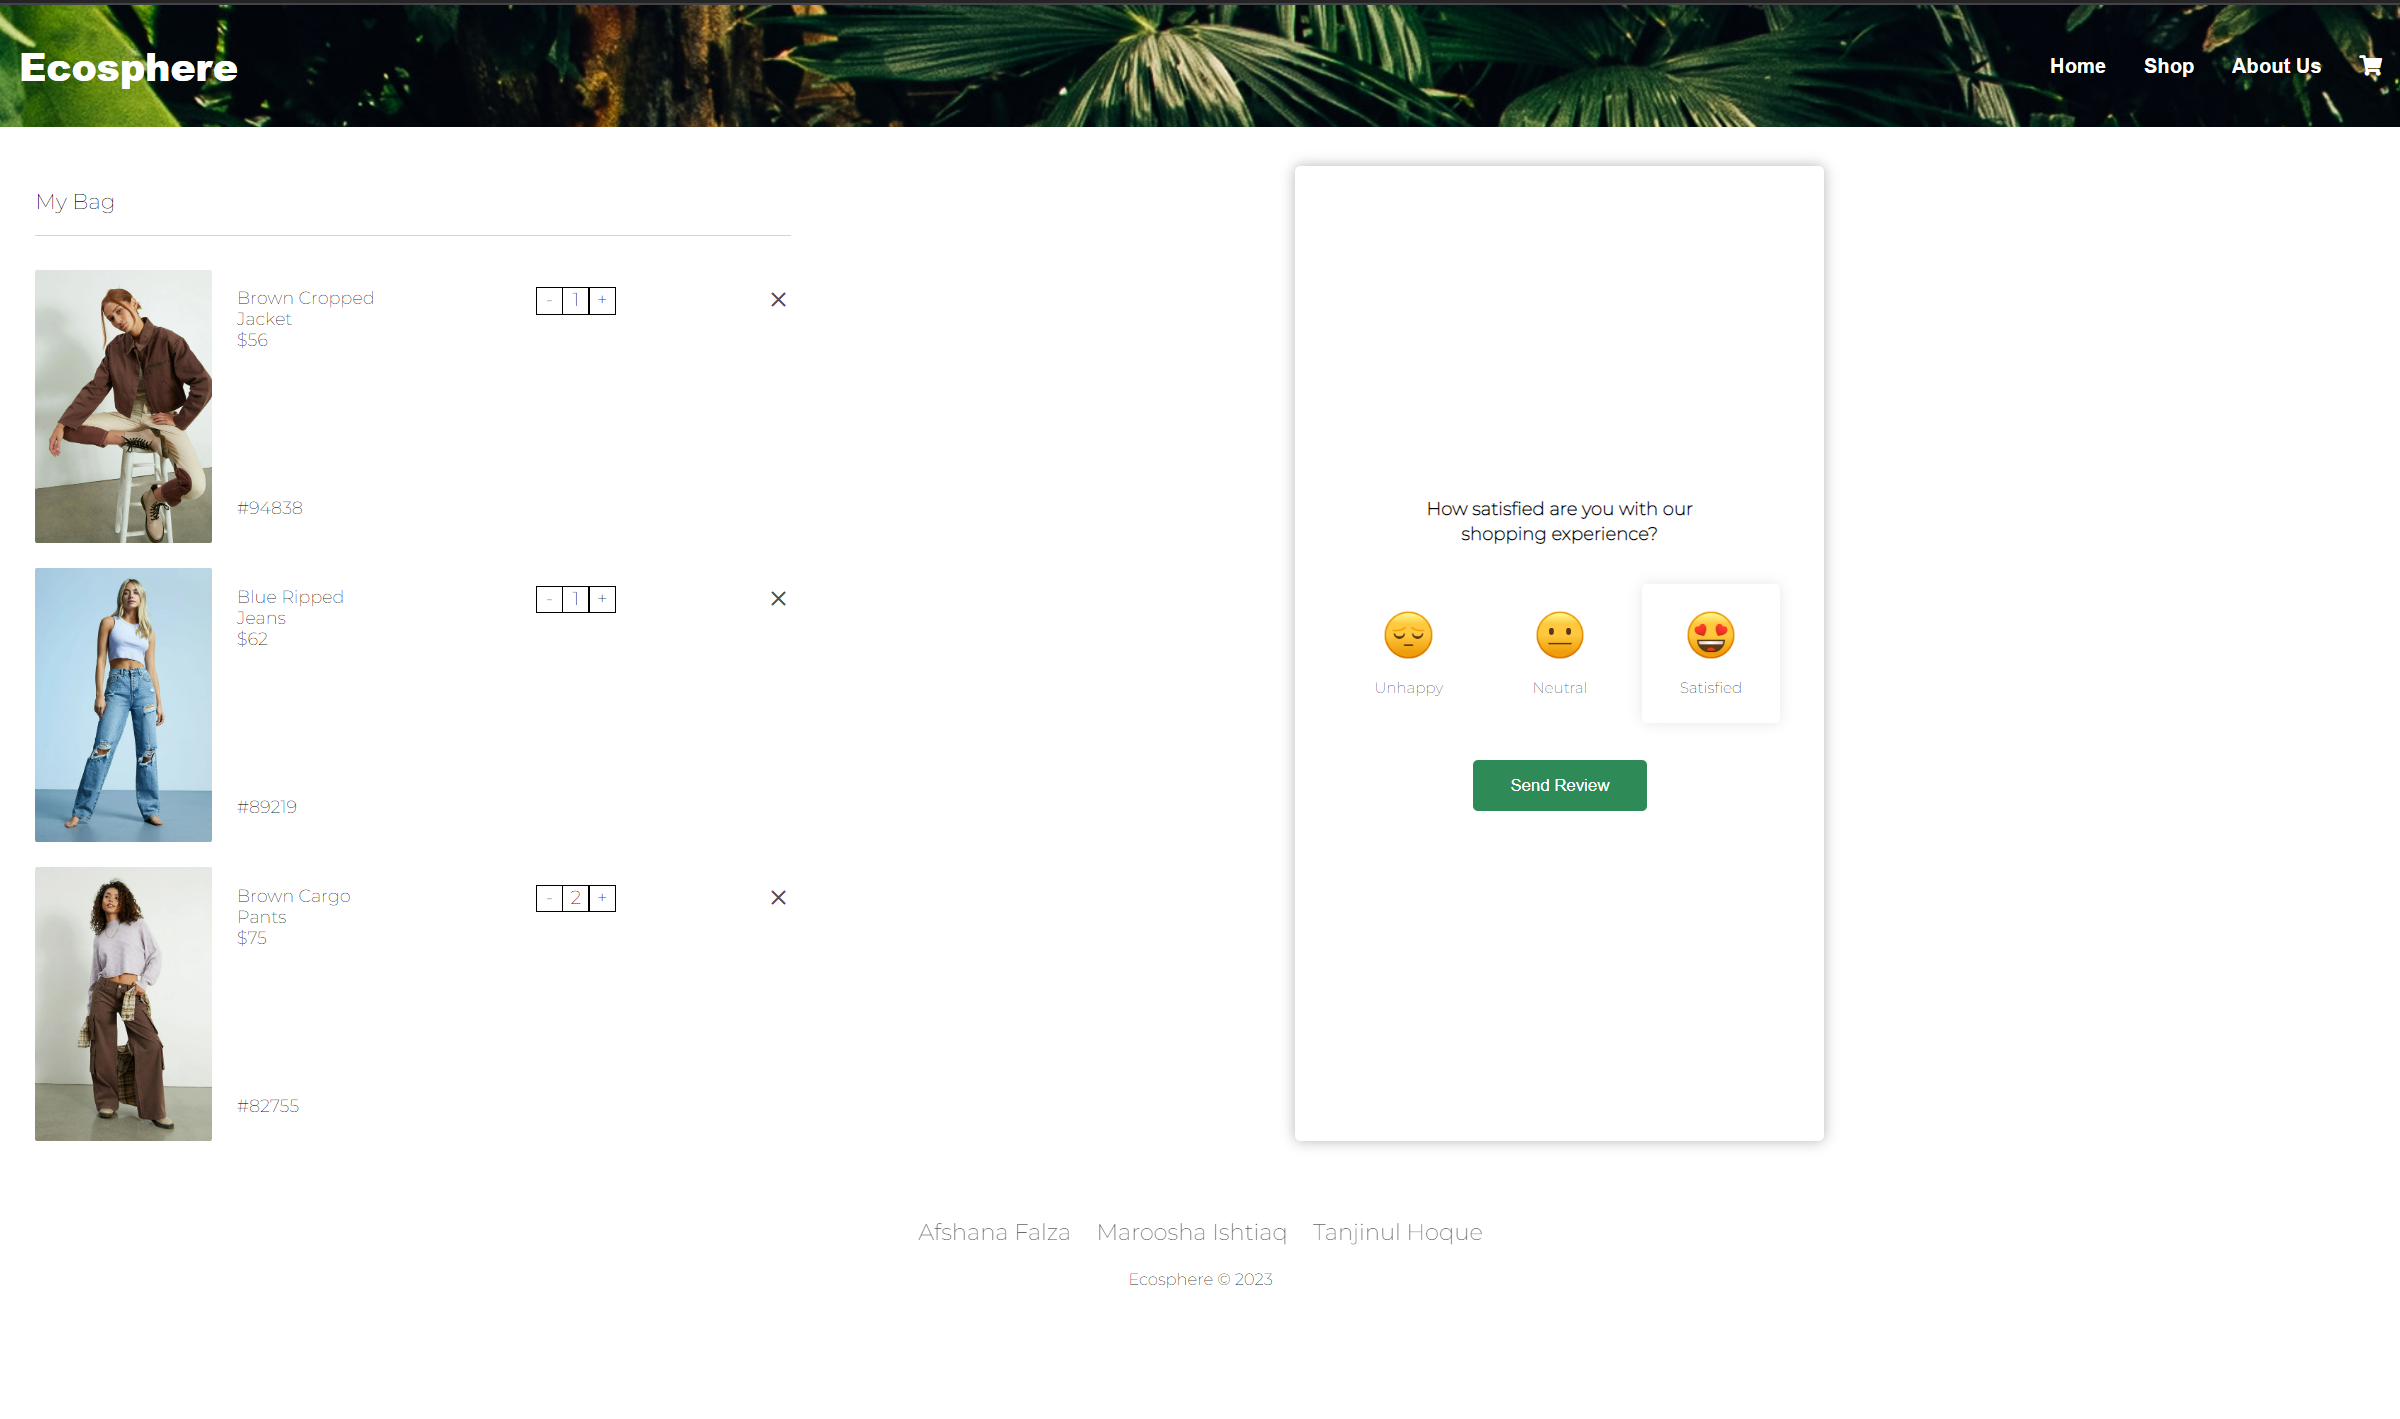 Ecosphere
Home Shop About Us
My Bag
Brown Cropped
Jacket
$56
- 1 +
#94838
Blue Ripped
Jeans
$62
- 1 +
#89219
Brown Cargo
Pants
$75
- 2 +
#82755
How satisfied are you with our
shopping experience?
Unhappy Neutral Satisfied
Send Review
Afshana Falza Maroosha Ishtiaq Tanjinul Hoque
Ecosphere © 2023